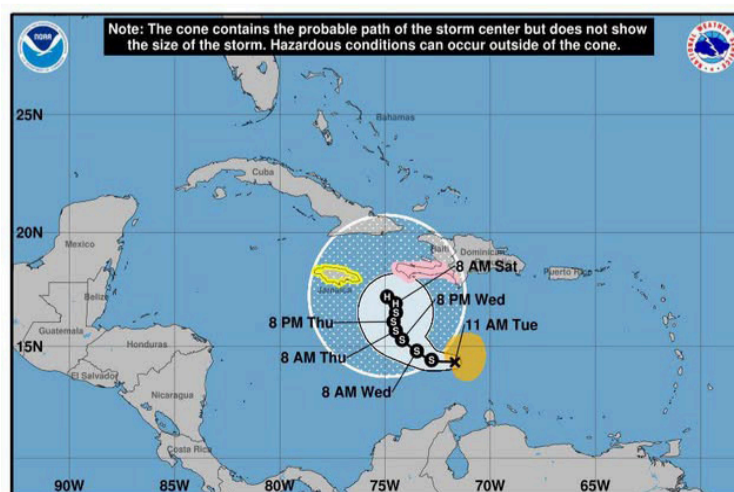 Note: The cone contains the probable path of the storm center but does not show
the size of the storm. Hazardous conditions can occur outside of the cone.
NOAA
25N
Bahamas
Cuba
20N
Mexico
Haiti
Dominican
Puerto Rico
8 AM Sat
Jamaica
Belize
H
H
8 PM Wed
S
8 PM Thu
S
11 AM Tue
Guatemala
S
15N
Honduras
8 AM Thu
S
S
S
El Salvador
8 AM Wed
Nicaragua
Costa Rica
90W
85W
80W
75W
70W
65W